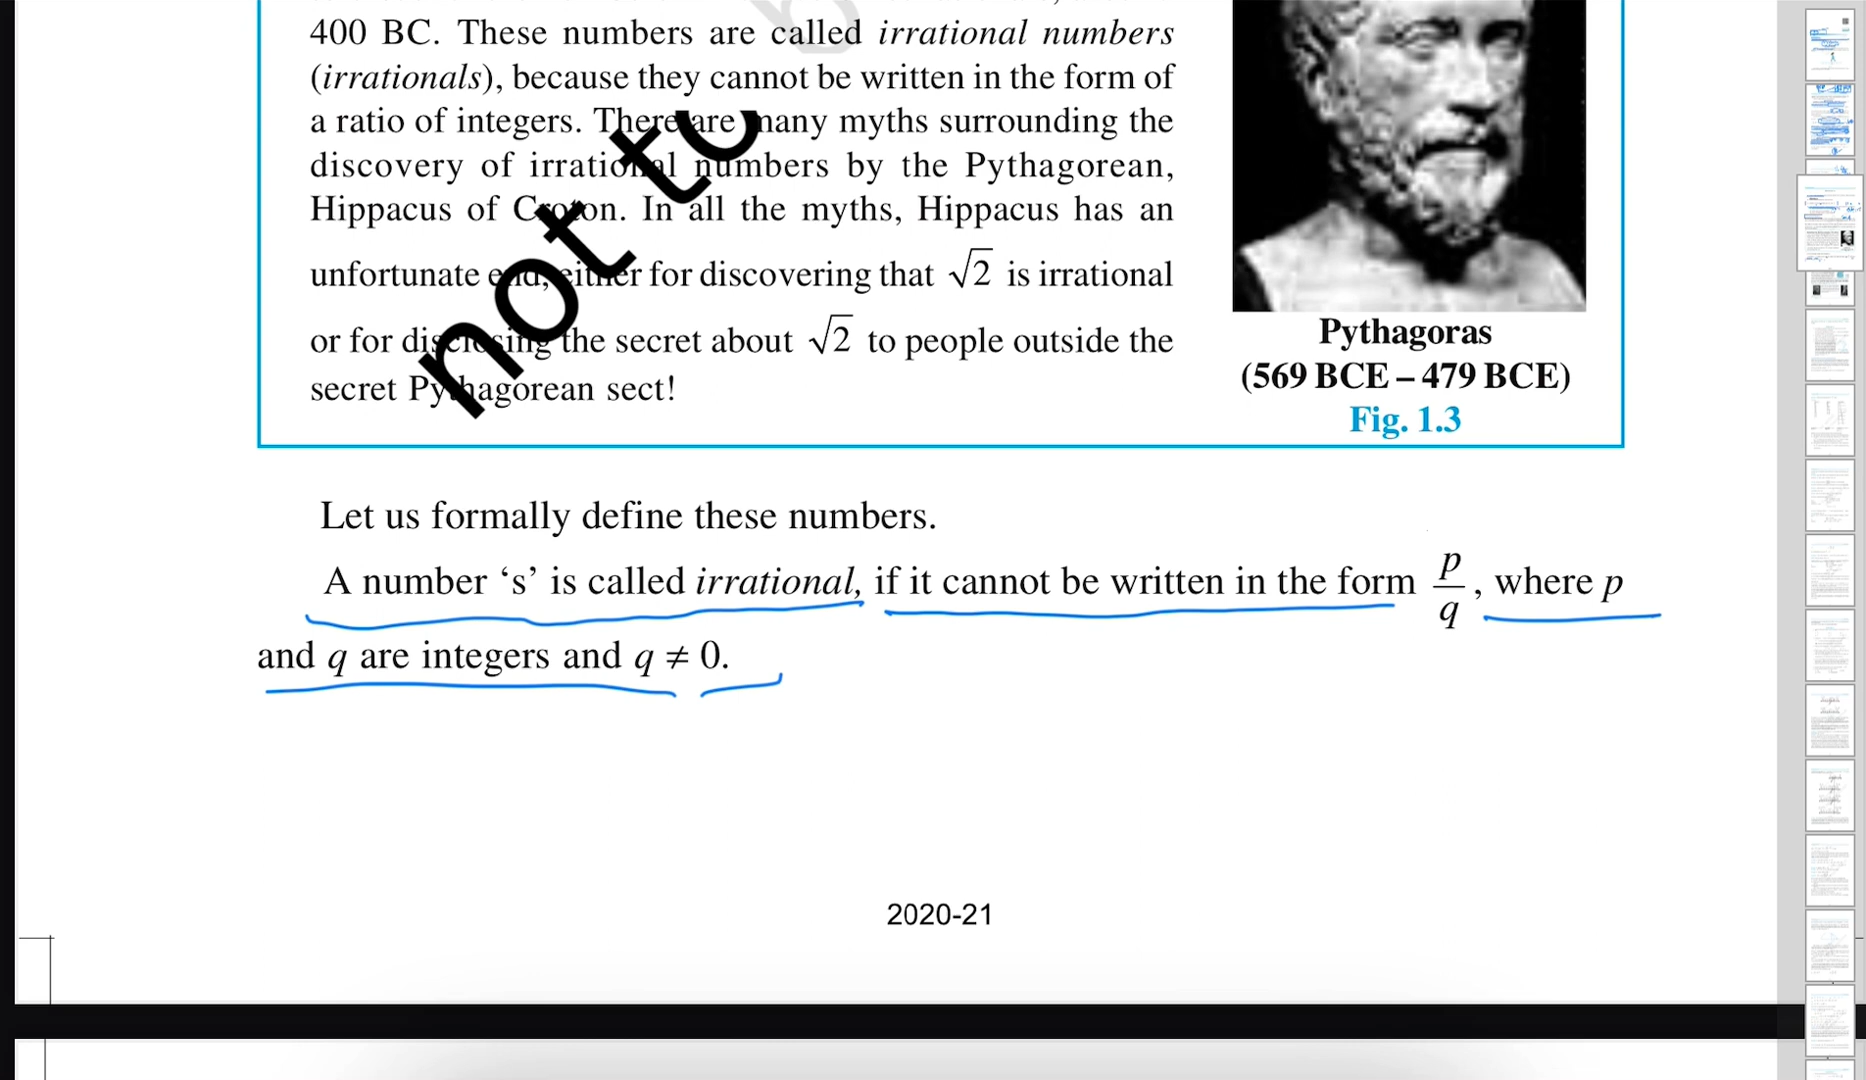 400 BC. These numbers are called irrational numbers
(irrationals), because they cannot be written in the form of
a ratio of integers. There are many myths surrounding the
discovery of irrational numbers by the Pythagorean,
Hippacus of Croton. In all the myths, Hippacus has an
unfortunate end, either for discovering that √2 is irrational
or for disclosing the secret about √2 to people outside the
secret Pythagorean sect!
not to
Pythagoras
(569 BCE – 479 BCE)
Fig. 1.3
Let us formally define these numbers.
A number ‘s’ is called irrational, if it cannot be written in the form p/q, where p
and q are integers and q ≠ 0.
2020-21